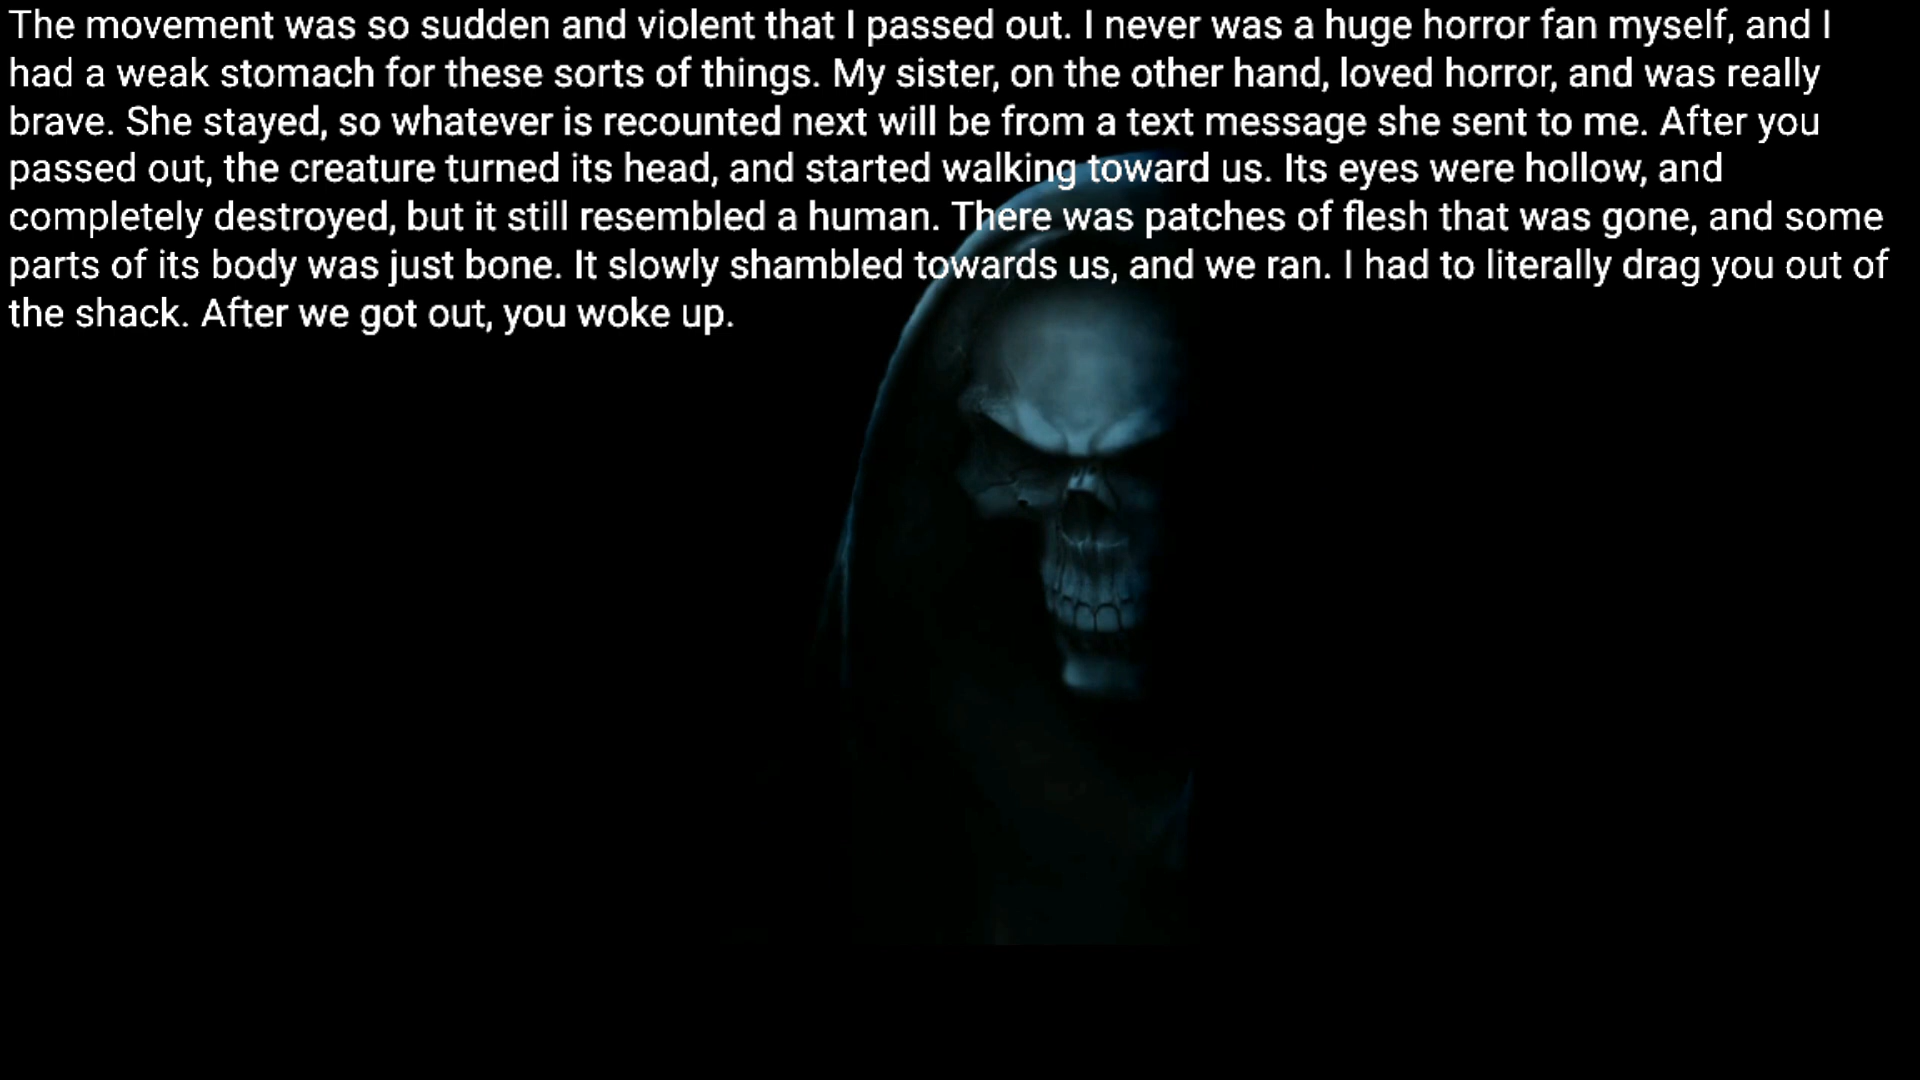 The movement was so sudden and violent that I passed out. I never was a huge horror fan myself, and I
had a weak stomach for these sorts of things. My sister, on the other hand, loved horror, and was really
brave. She stayed, so whatever is recounted next will be from a text message she sent to me. After you
passed out, the creature turned its head, and started walking toward us. Its eyes were hollow, and
completely destroyed, but it still resembled a human. There was patches of flesh that was gone, and some
parts of its body was just bone. It slowly shambled towards us, and we ran. I had to literally drag you out of
the shack. After we got out, you woke up.